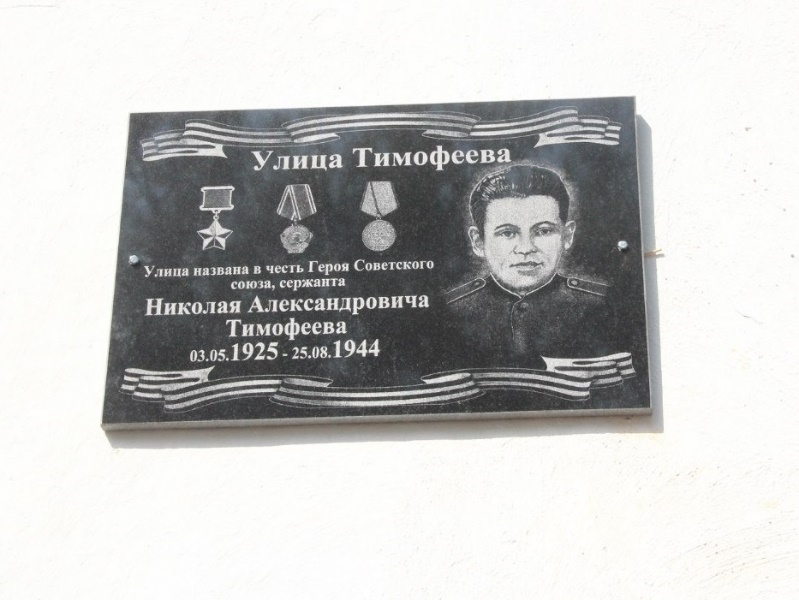 Улица Тимофеева
Улица названа в честь Героя Советского
союза, сержанта
Николая Александровича
Тимофеева
03.05.1925 - 25.08.1944